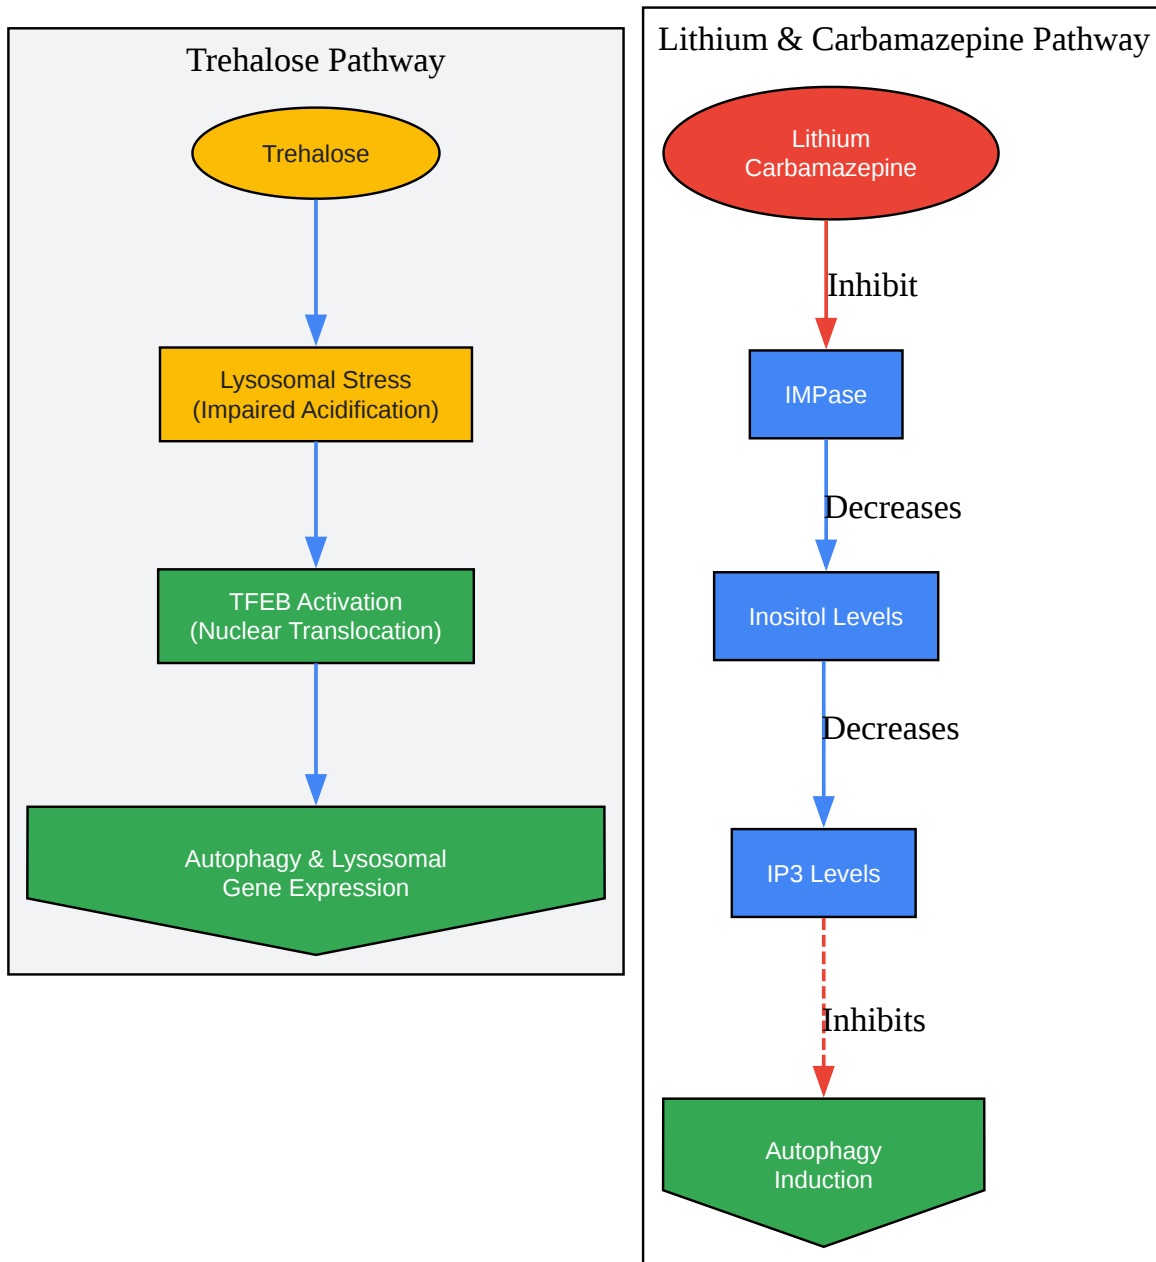 Trehalose Pathway
Trehalose
Lysosomal Stress
(Impaired Acidification)
TFEB Activation
(Nuclear Translocation)
Autophagy & Lysosomal
Gene Expression
Lithium & Carbamazepine Pathway
Lithium
Carbamazepine
Inhibit
IMPase
Decreases
Inositol Levels
Decreases
IP3 Levels
Inhibits
Autophagy
Induction